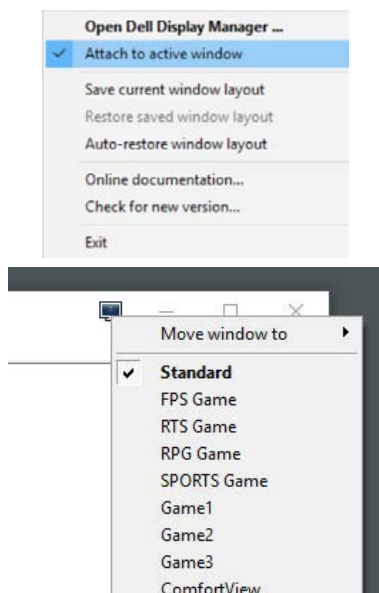 Open Dell Display Manager ...
Attach to active window
Save current window layout
Restore saved window layout
Auto-restore window layout
Online documentation...
Check for new version...
Exit
Move window to
Standard
FPS Game
RTS Game
RPG Game
SPORTS Game
Game1
Game2
Game3
ComfortView